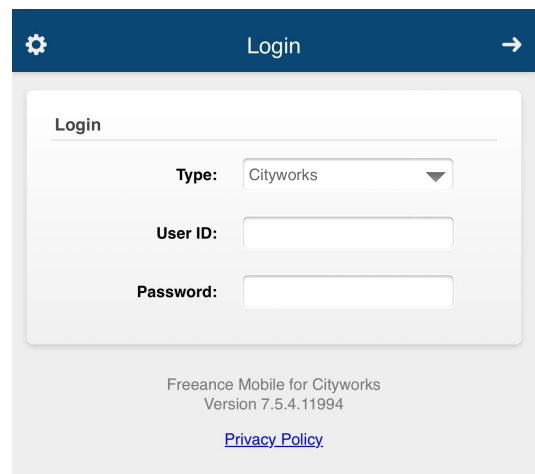 Login
Login
Type: Cityworks
User ID:
Password:
Freeance Mobile for Cityworks
Version 7.5.4.11994
Privacy Policy